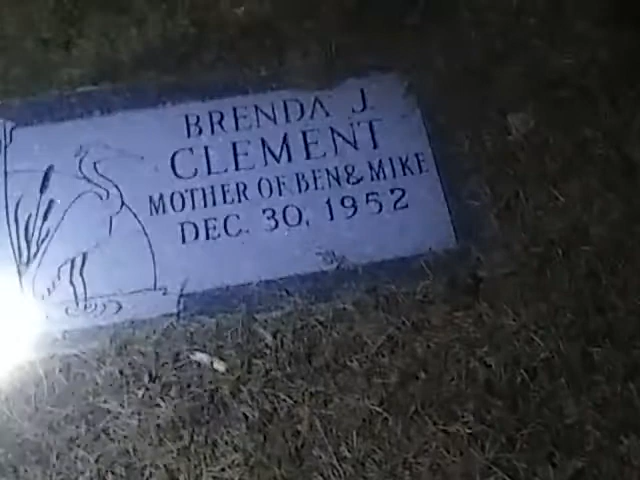 BRENDA J.
CLEMENT
MOTHER OF BEN & MIKE
DEC. 30, 1952